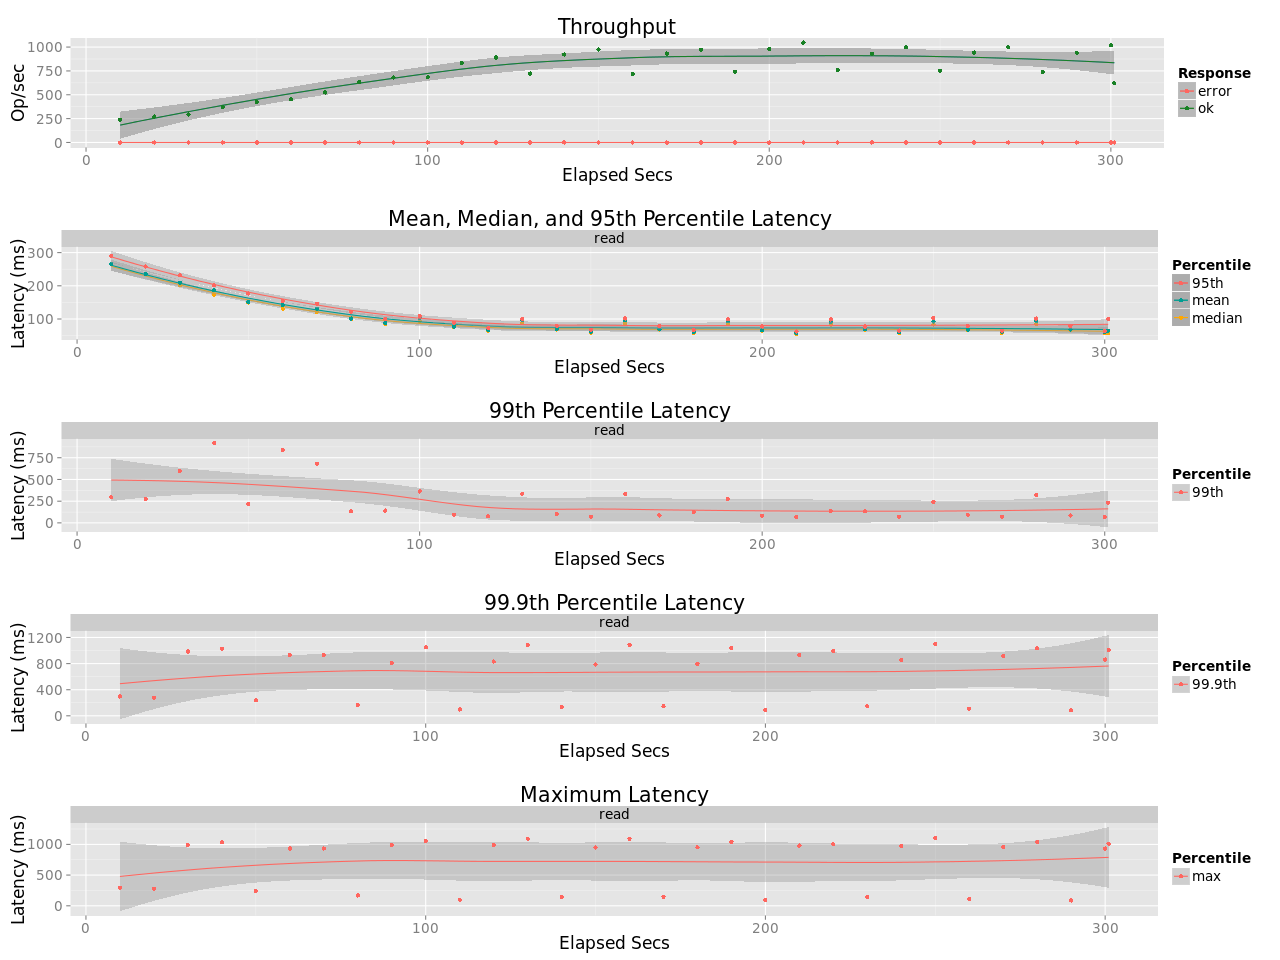 Throughput
Op/sec
1000
750
500
250
0
0 100 200 300
Elapsed Secs
Response
error
ok
Mean, Median, and 95th Percentile Latency
read
Latency (ms)
300
200
100
0 100 200 300
Elapsed Secs
Percentile
95th
mean
median
99th Percentile Latency
read
Latency (ms)
750
500
250
0
0 100 200 300
Elapsed Secs
Percentile
99th
99.9th Percentile Latency
read
Latency (ms)
1200
800
400
0
0 100 200 300
Elapsed Secs
Percentile
99.9th
Maximum Latency
read
Latency (ms)
1000
500
0
0 100 200 300
Elapsed Secs
Percentile
max